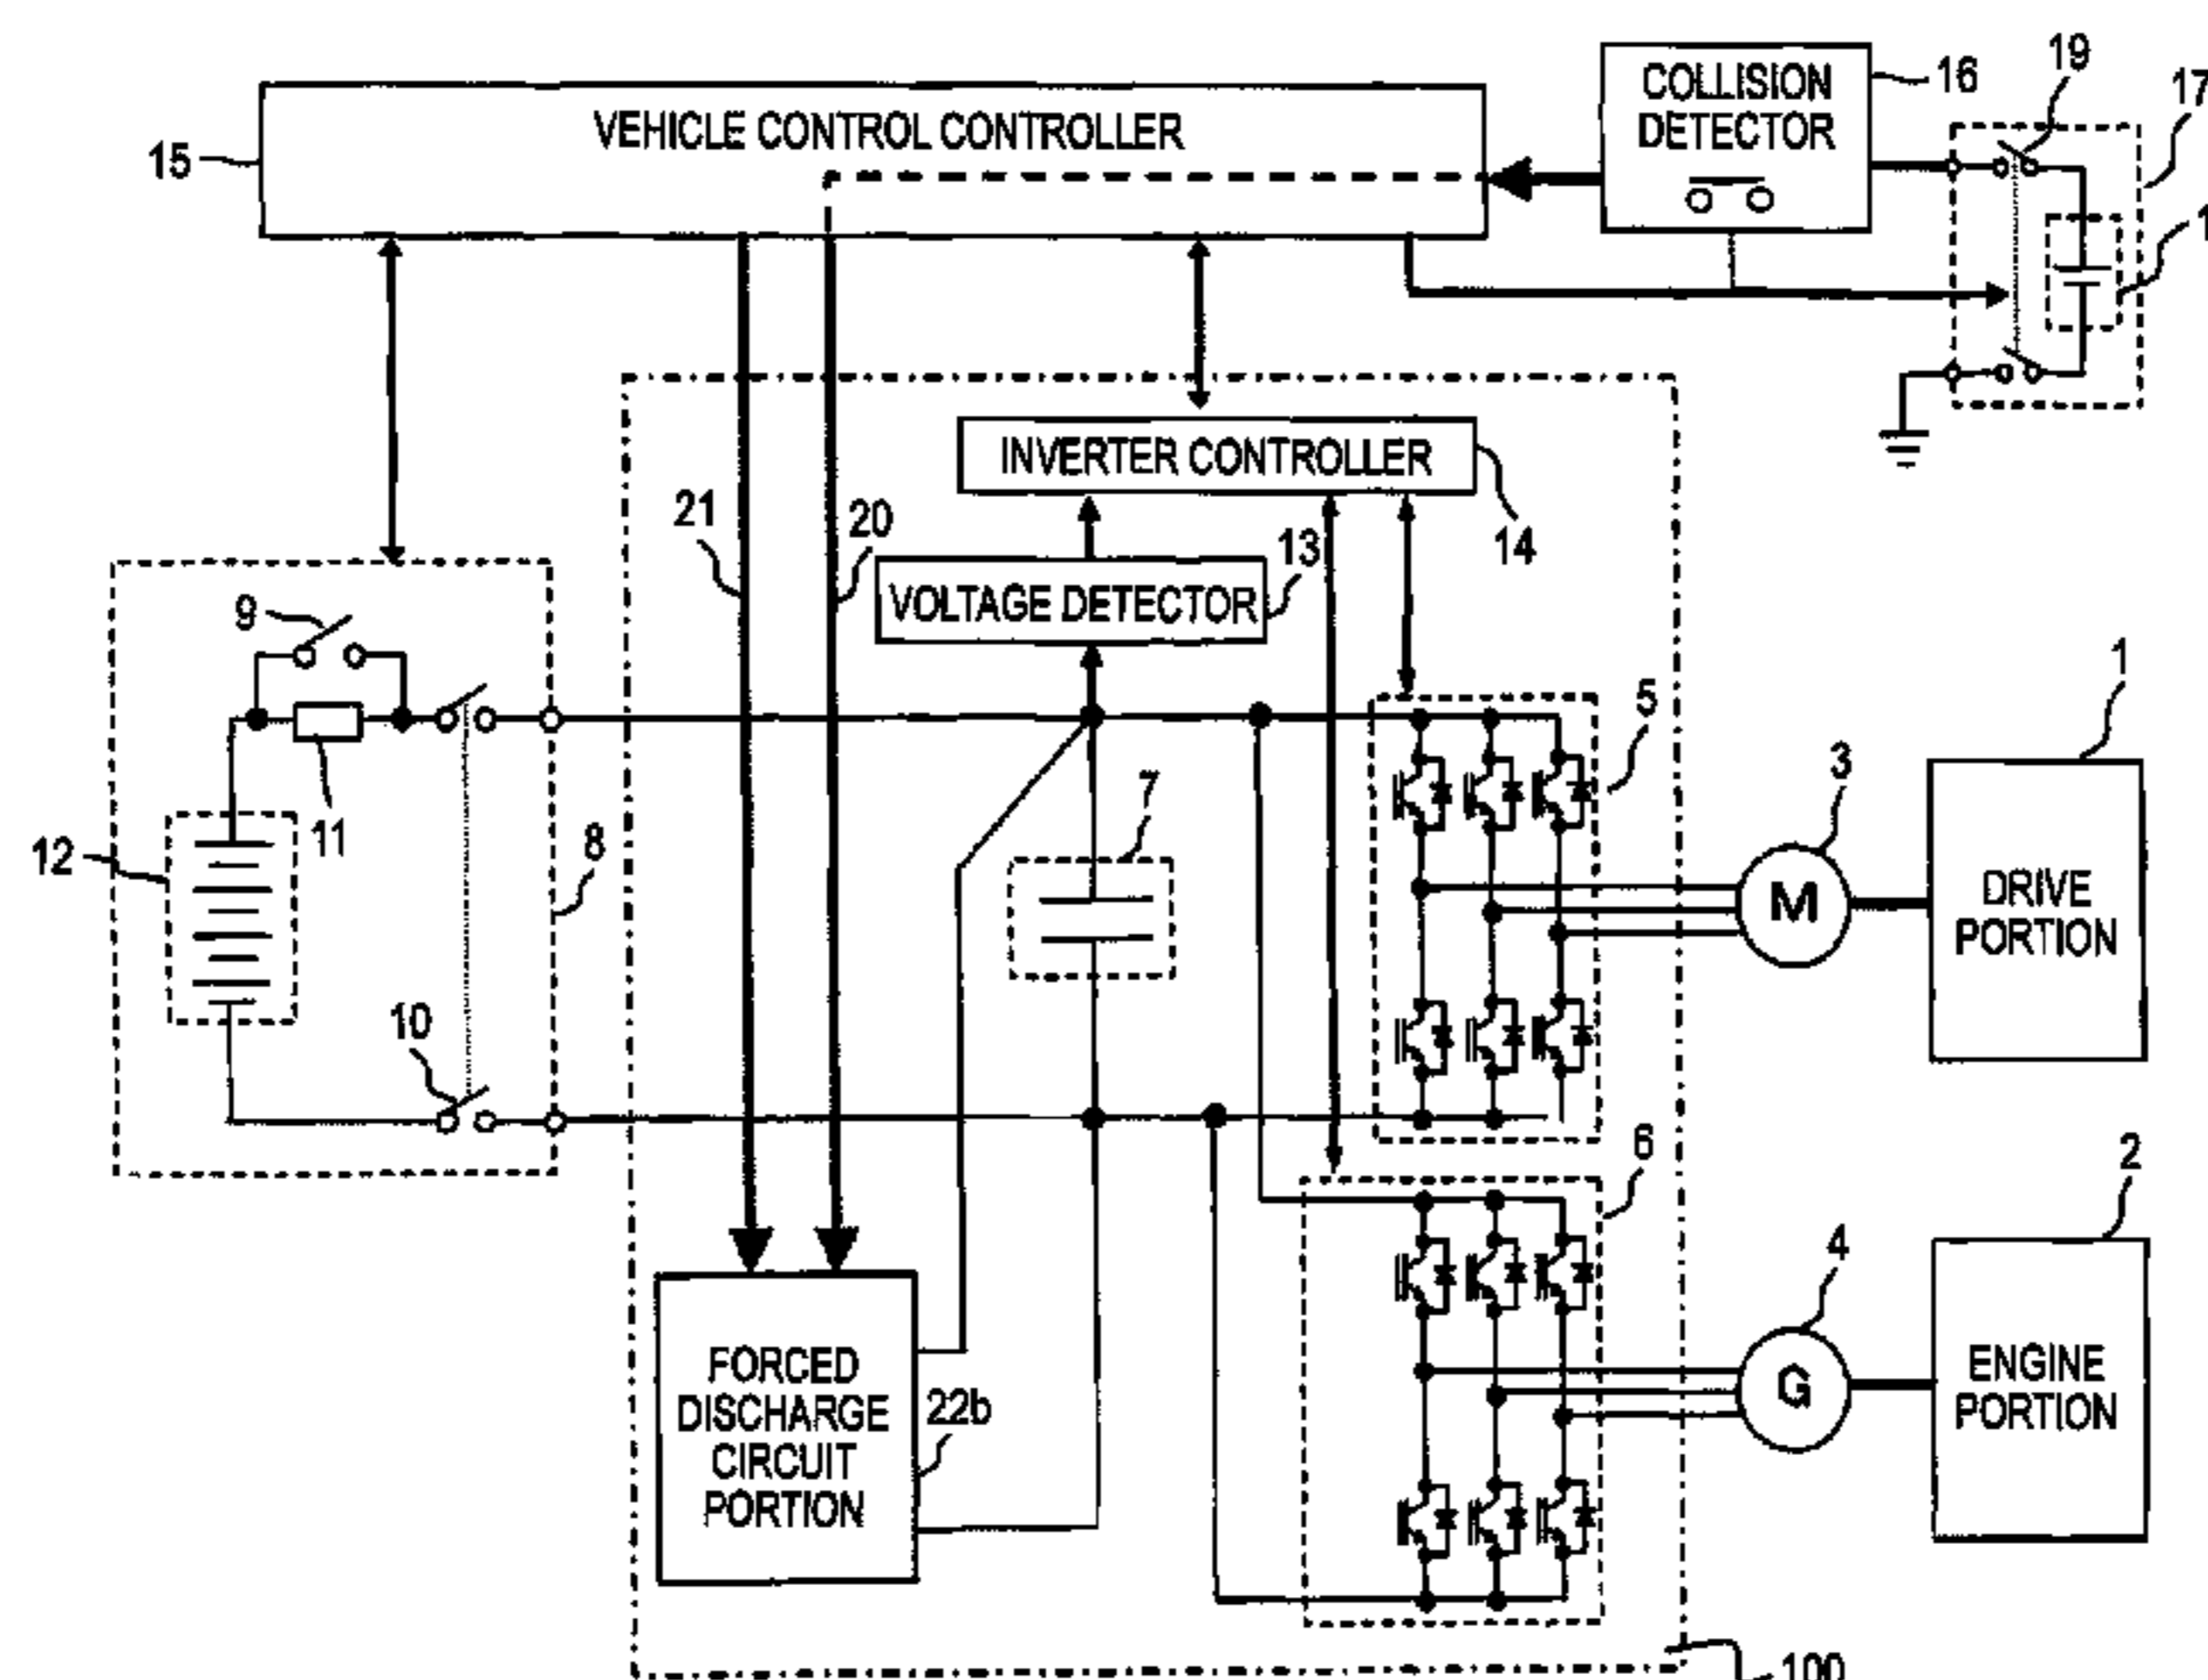 19
COLLISION
DETECTOR
16
17
VEHICLE CONTROL CONTROLLER
15
INVERTER CONTROLLER
14
21
20
13
VOLTAGE DETECTOR
9
11
12
8
10
7
5
3
1
M
DRIVE
PORTION
6
2
4
G
ENGINE
PORTION
FORCED
DISCHARGE
CIRCUIT
PORTION
22b
100